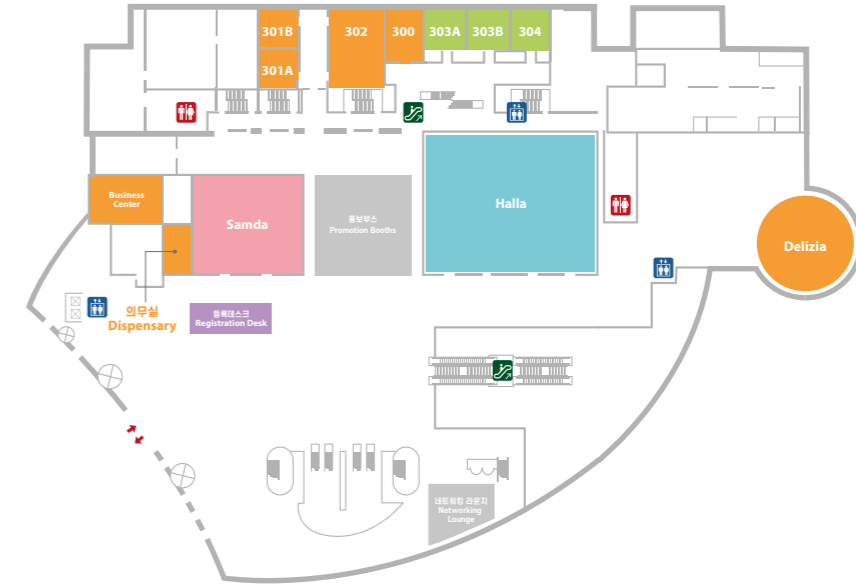 301B
302
300
303A
303B
304
301A
Business
Center
Samda
홍보부스
Promotion Booths
Halla
Delizia
의무실
Dispensary
등록데스크
Registration Desk
네트워킹 라운지
Networking
Lounge